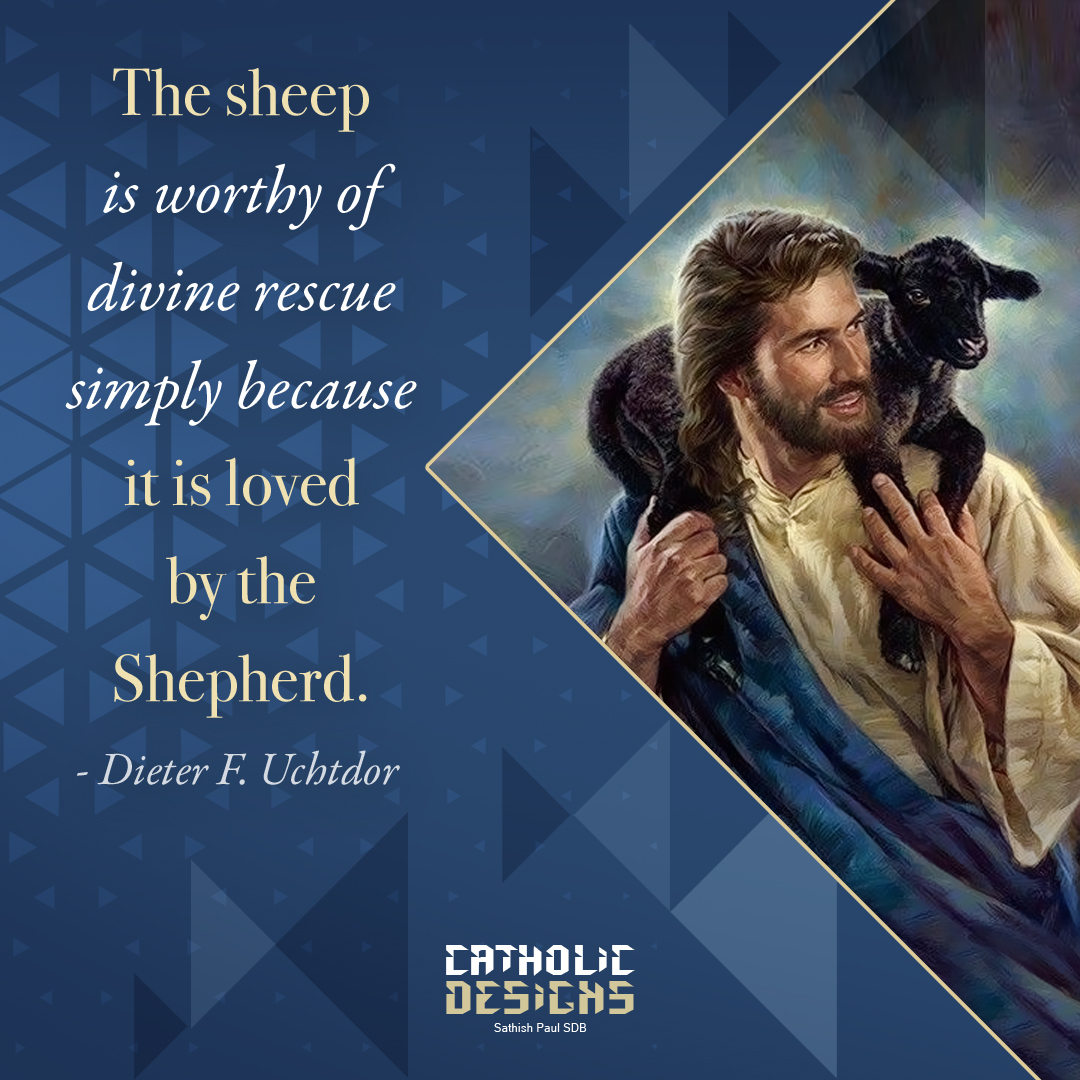 The sheep
is worthy of
divine rescue
simply because
it is loved
by the
Shepherd.
- Dieter F. Uchtdor
CATHOLIC
DESIGNS
Sathish Paul SDB